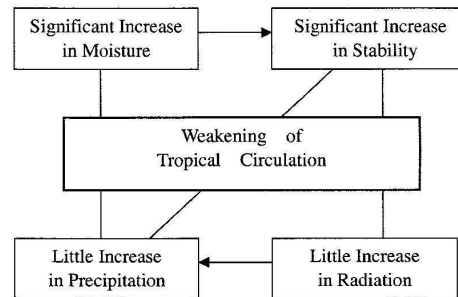 Significant Increase
in Moisture
Significant Increase
in Stability
Weakening of
Tropical Circulation
Little Increase
in Precipitation
Little Increase
in Radiation